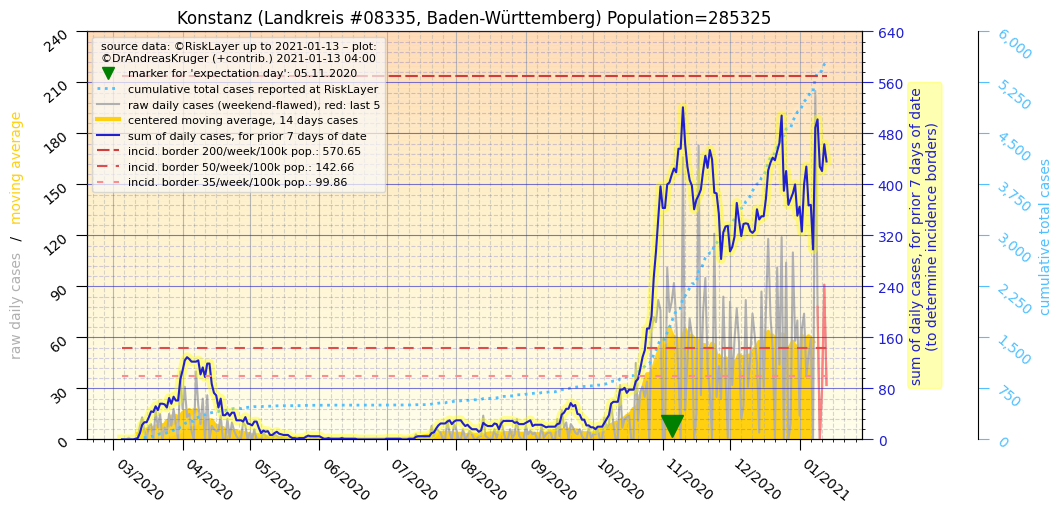 Konstanz (Landkreis #08335, Baden-Württemberg) Population=285325
source data: ©RiskLayer up to 2021-01-13 – plot:
©DrAndreasKruger (+contrib.) 2021-01-13 04:00
marker for 'expectation day': 05.11.2020
cumulative total cases reported at RiskLayer
raw daily cases (weekend-flawed), red: last 5
centered moving average, 14 days cases
sum of daily cases, for prior 7 days of date
incid. border 200/week/100k pop.: 570.65
incid. border 50/week/100k pop.: 142.66
incid. border 35/week/100k pop.: 99.86
raw daily cases / moving average
240
210
180
150
120
90
60
30
0
03/2020
04/2020
05/2020
06/2020
07/2020
08/2020
09/2020
10/2020
11/2020
12/2020
01/2021
640
560
480
400
320
240
160
80
0
sum of daily cases, for prior 7 days of date
(to determine incidence borders)
6,000
5,250
4,500
3,750
3,000
2,250
1,500
750
0
cumulative total cases